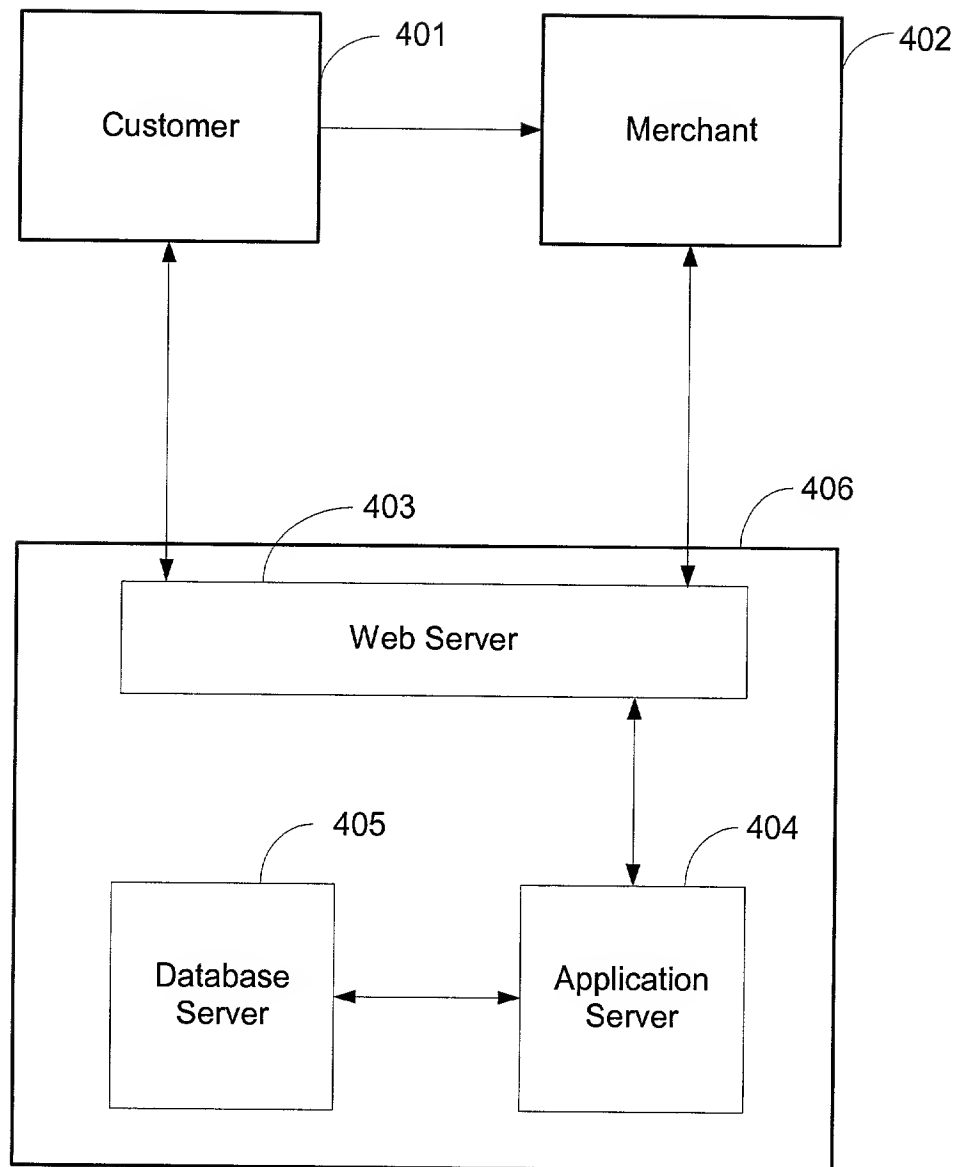 401
402
Customer
Merchant
403
406
Web Server
405
404
Database
Server
Application
Server